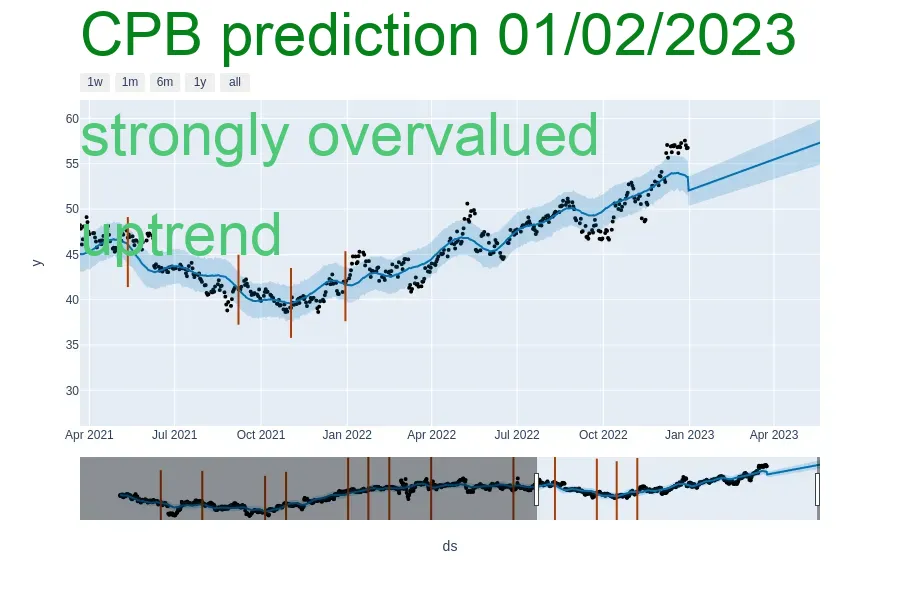 CPB prediction 01/02/2023
1w 1m 6m 1y all
strongly overvalued
uptrend
60
55
50
45
40
35
30
y
Apr 2021 Jul 2021 Oct 2021 Jan 2022 Apr 2022 Jul 2022 Oct 2022 Jan 2023 Apr 2023
ds